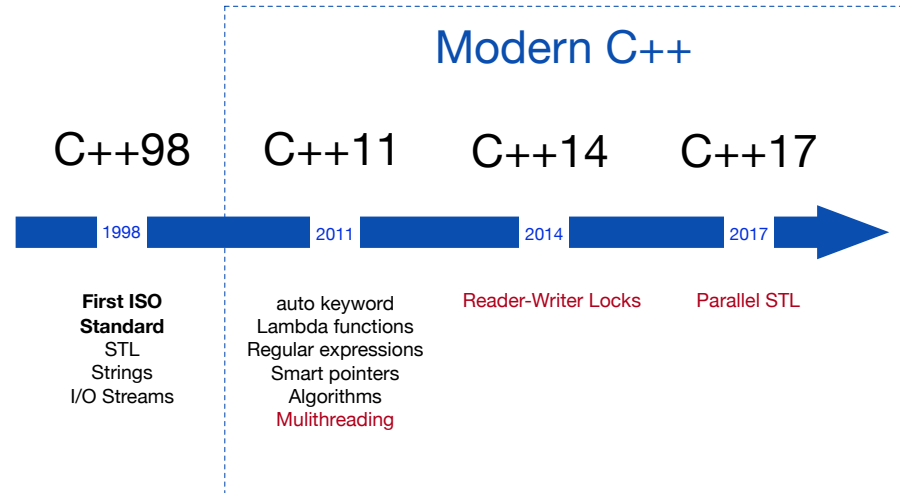 Modern C++
C++98
C++11
C++14
C++17
1998
2011
2014
2017
First ISO
Standard
STL
Strings
I/O Streams
auto keyword
Lambda functions
Regular expressions
Smart pointers
Algorithms
Mulithreading
Reader-Writer Locks
Parallel STL